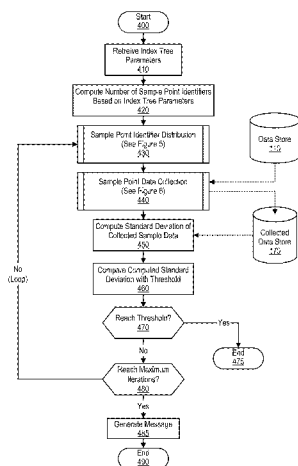 Start
400
Retreive Index Tree
Parameters
410
Compute Number of Sample Point Identifiers
Based on Index Tree Parameters
420
Sample Point Identifier Distribution
(See Figure 5)
430
Data Store
110
Sample Point Data Collection
(See Figure 6)
440
Compute Standard Deviation of
Collected Sample Data
450
Collected
Data Store
170
No
(Loop)
Compare Computed Standard
Deviation with Threshold
460
Reach Threshold?
470
Yes
End
475
No
Reach Maximum
Iterations?
480
Yes
Generate Message
485
End
490